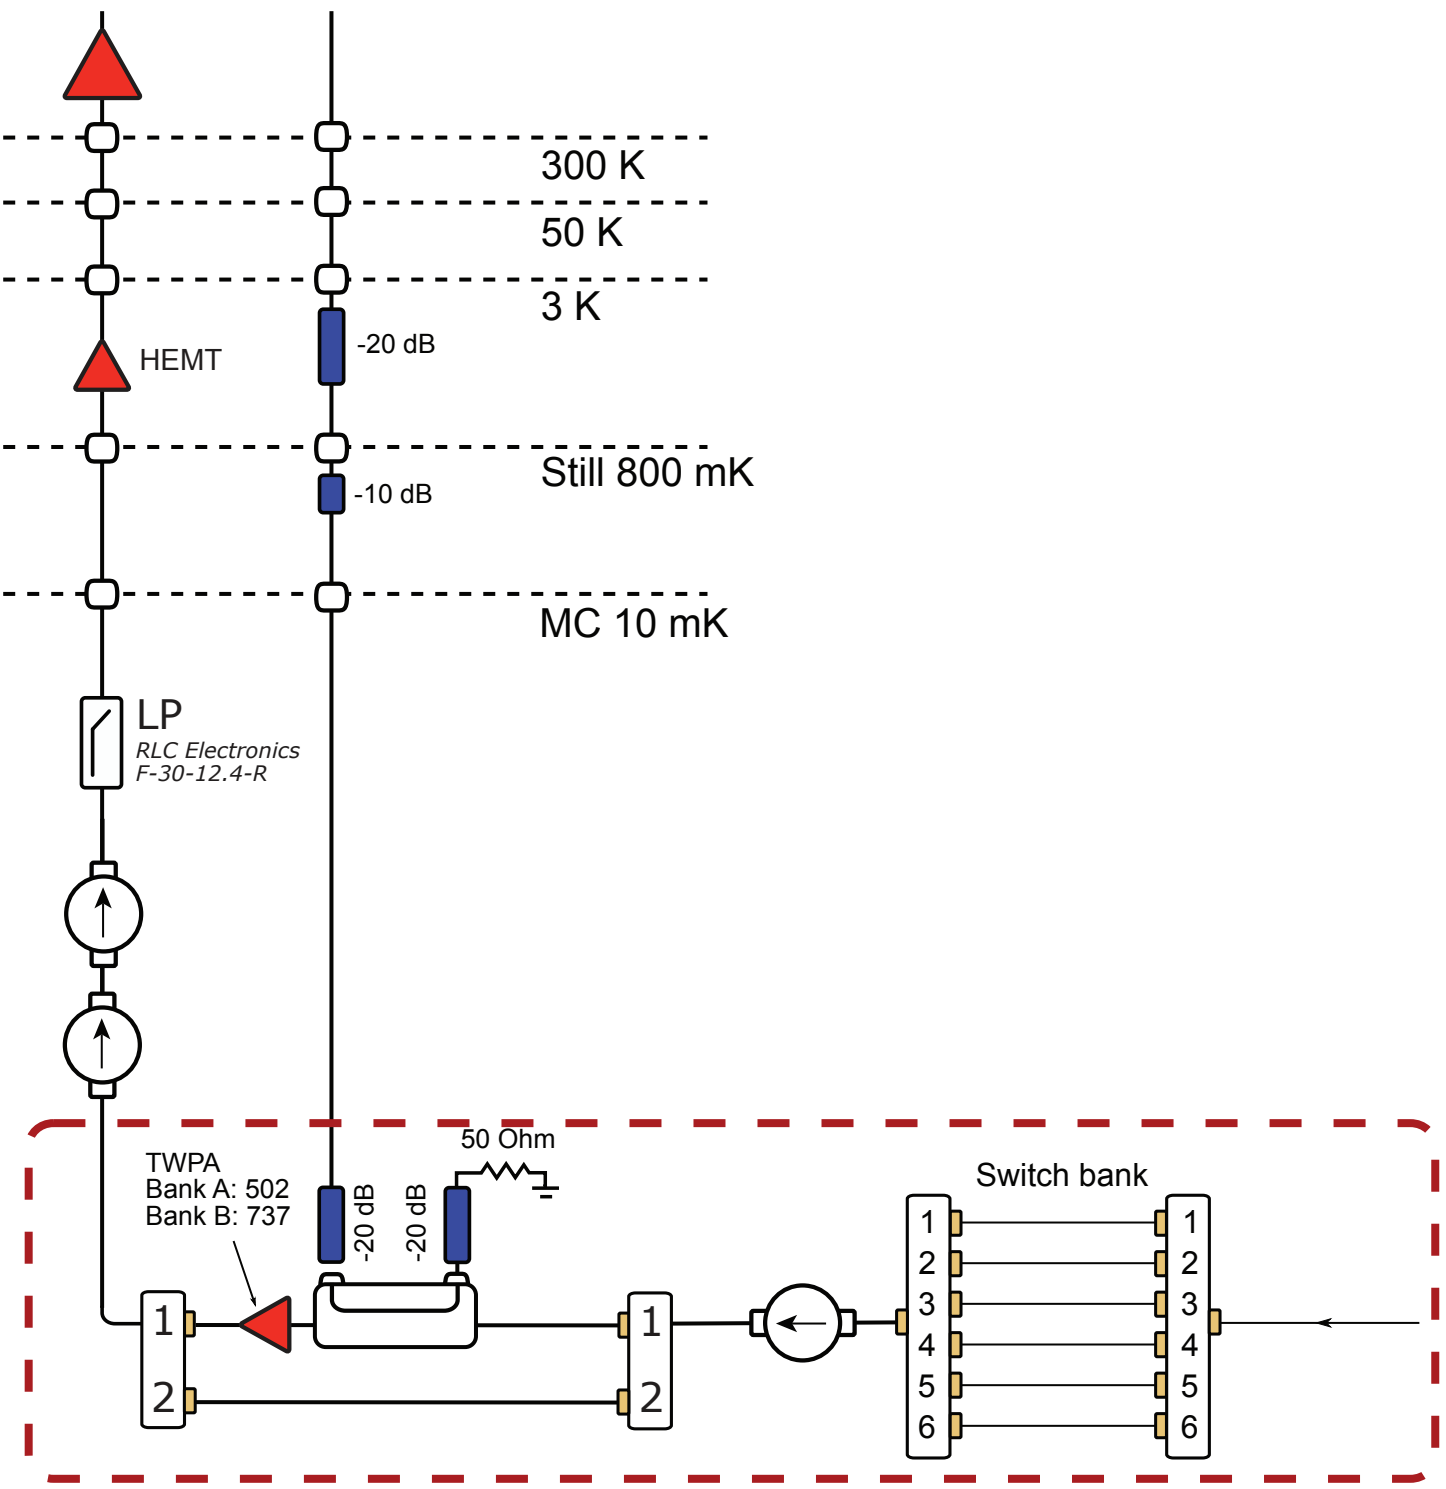 300 K
50 K
3 K
-20 dB
HEMT
Still 800 mK
-10 dB
MC 10 mK
LP
RLC Electronics
F-30-12.4-R
50 Ohm
TWPA
Bank A: 502
Bank B: 737
-20 dB
-20 dB
Switch bank
1
2
1
2
1
2
3
4
5
6
1
2
3
4
5
6